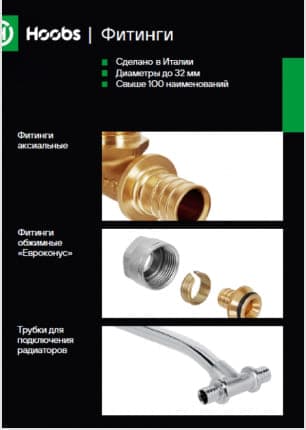 Hoobs | Фитинги
Сделано в Италии
Диаметры до 32 мм
Свыше 100 наименований
Фитинги
аксиальные
Фитинги
обжимные
«Евроконус»
Трубки для
подключения
радиаторов